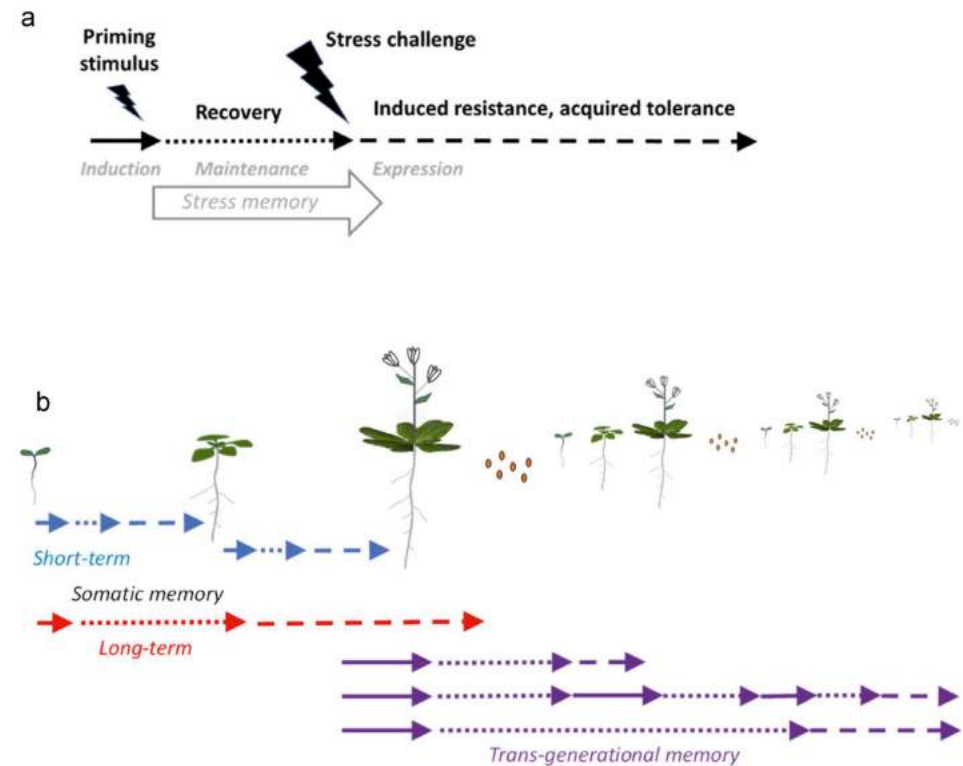 a
Priming
stimulus
Stress challenge
Recovery
Induced resistance, acquired tolerance
Induction
Maintenance
Expression
Stress memory
b
Short-term
Somatic memory
Long-term
Trans-generational memory